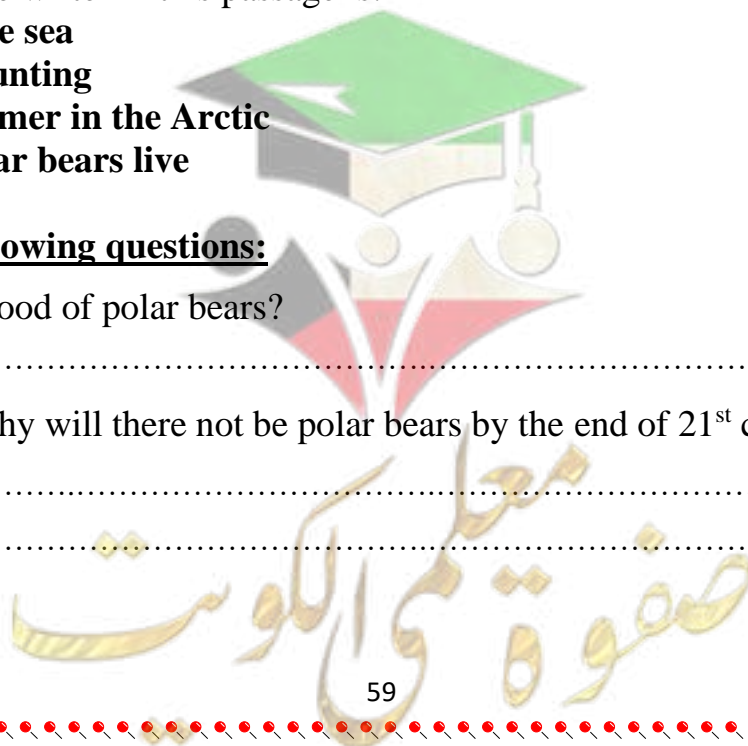 e sea
unting
mer in the Arctic
ar bears live
owing questions:
ood of polar bears?
……………………………………………………………
hy will there not be polar bears by the end of 21st c
……………………………………………………………
……………………………………………………………
صفوة معلمى الكويت
59